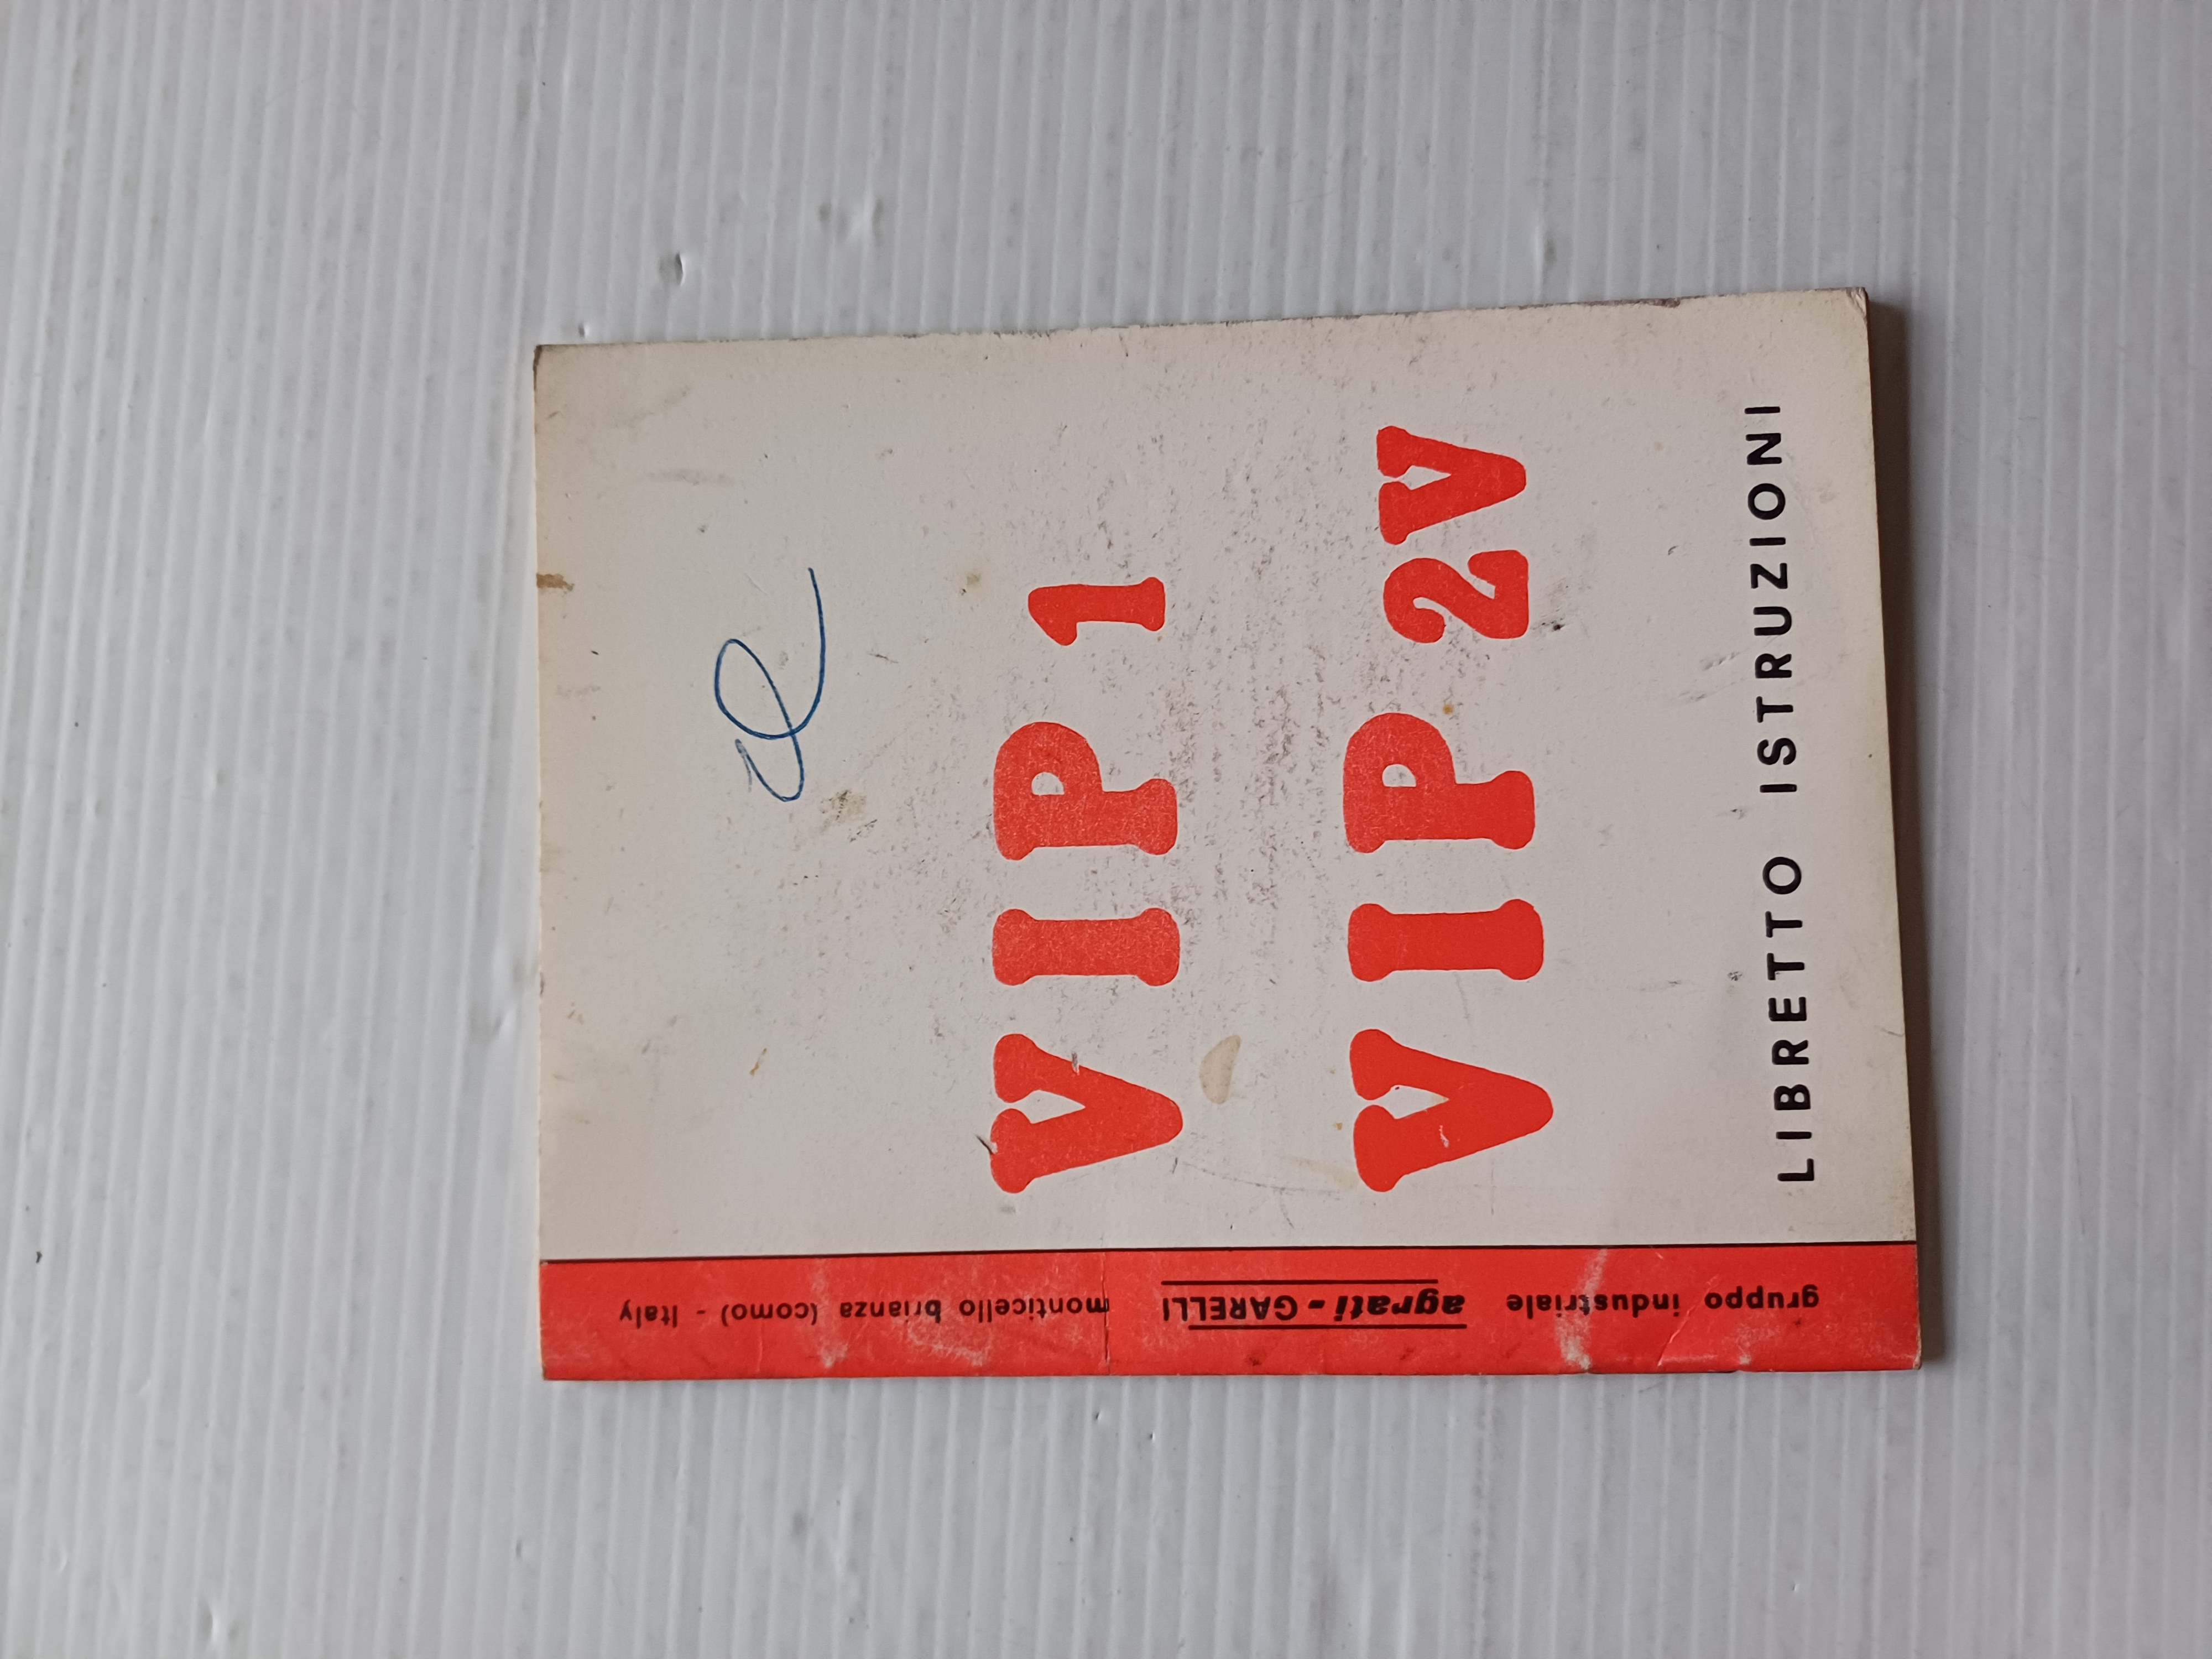 VIP 1
VIP 2V
LIBRETTO ISTRUZIONI
gruppo industriale agrati - GARELLI monticello brianza (como) - Italy